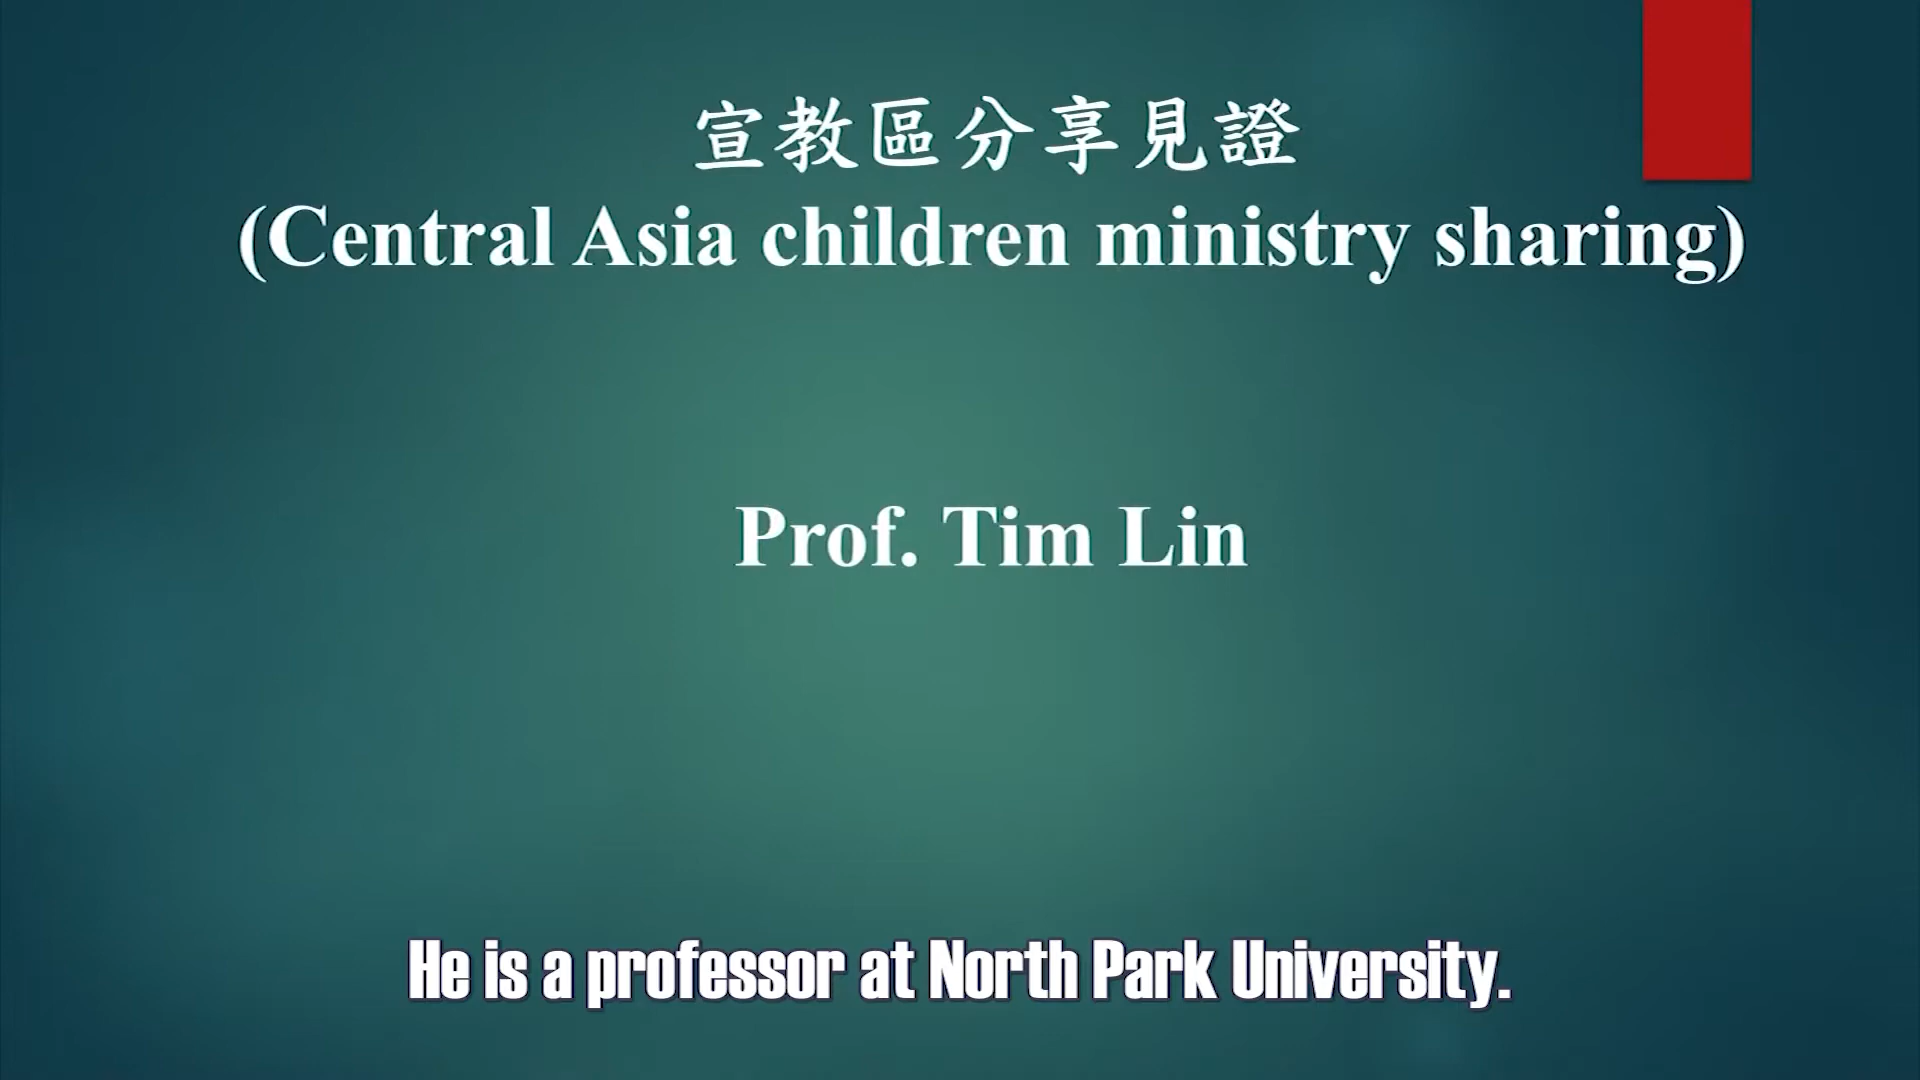 宣教區分享見證
(Central Asia children ministry sharing)
Prof. Tim Lin
He is a professor at North Park University.